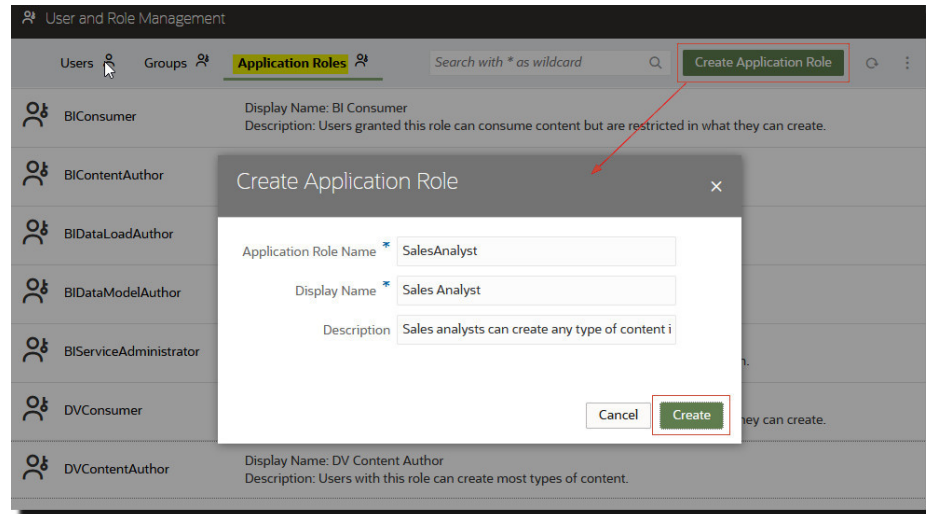 User and Role Management
Users Groups Application Roles Search with * as wildcard Create Application Role
BIConsumer
Display Name: BI Consumer
Description: Users granted this role can consume content but are restricted in what they can create.
BIContentAuthor
BIDataLoadAuthor
BIDataModelAuthor
BIServiceAdministrator
n.
DVConsumer
hey can create.
DVContentAuthor
Display Name: DV Content Author
Description: Users with this role can create most types of content.
Create Application Role
Application Role Name * SalesAnalyst
Display Name * Sales Analyst
Description Sales analysts can create any type of content i
Cancel Create